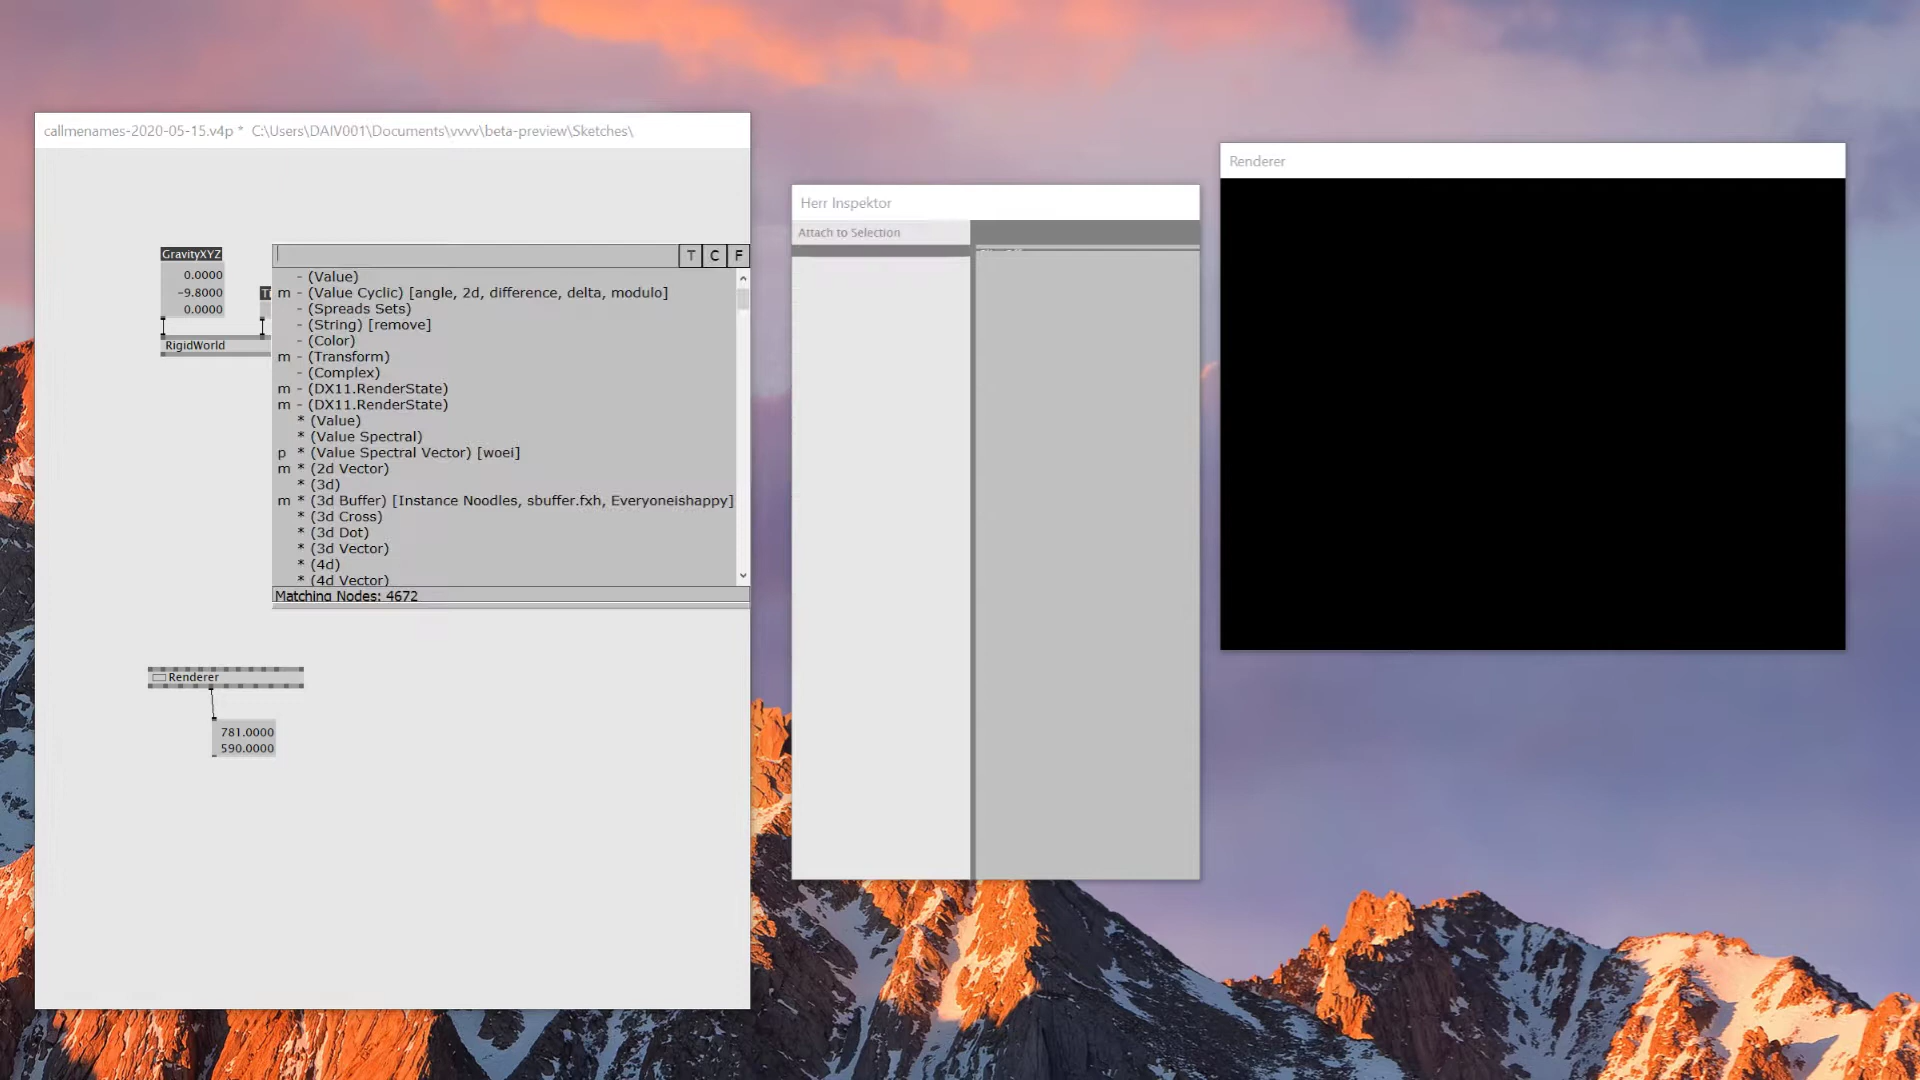 callmenames-2020-05-15.v4p * C:\Users\DAIV001\Documents\vvvv\beta-preview\Sketches\
GravityXYZ
0.0000
-9.8000
0.0000
RigidWorld
T C F
- (Value)
m - (Value Cyclic) [angle, 2d, difference, delta, modulo]
- (Spreads Sets)
- (String) [remove]
- (Color)
m - (Transform)
- (Complex)
m - (DX11.RenderState)
m - (DX11.RenderState)
* (Value)
* (Value Spectral)
p * (Value Spectral Vector) [woei]
m * (2d Vector)
* (3d)
m * (3d Buffer) [Instance Noodles, sbuffer.fxh, Everyoneishappy]
* (3d Cross)
* (3d Dot)
* (3d Vector)
* (4d)
* (4d Vector)
Matching Nodes: 4672
Renderer
781.0000
590.0000
Herr Inspektor
Attach to Selection
Renderer